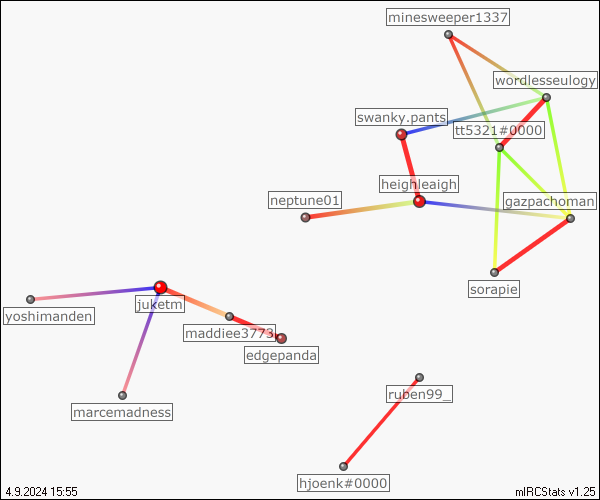 minesweeper1337
wordlesseulogy
swanky.pants
tt5321#0000
heighleaigh
neptune01
gazpachoman
sorapie
juketm
yoshimanden
maddiee3773
edgepanda
ruben99_
marcemadness
hjoenk#0000
4.9.2024 15:55
mIRCStats v1.25